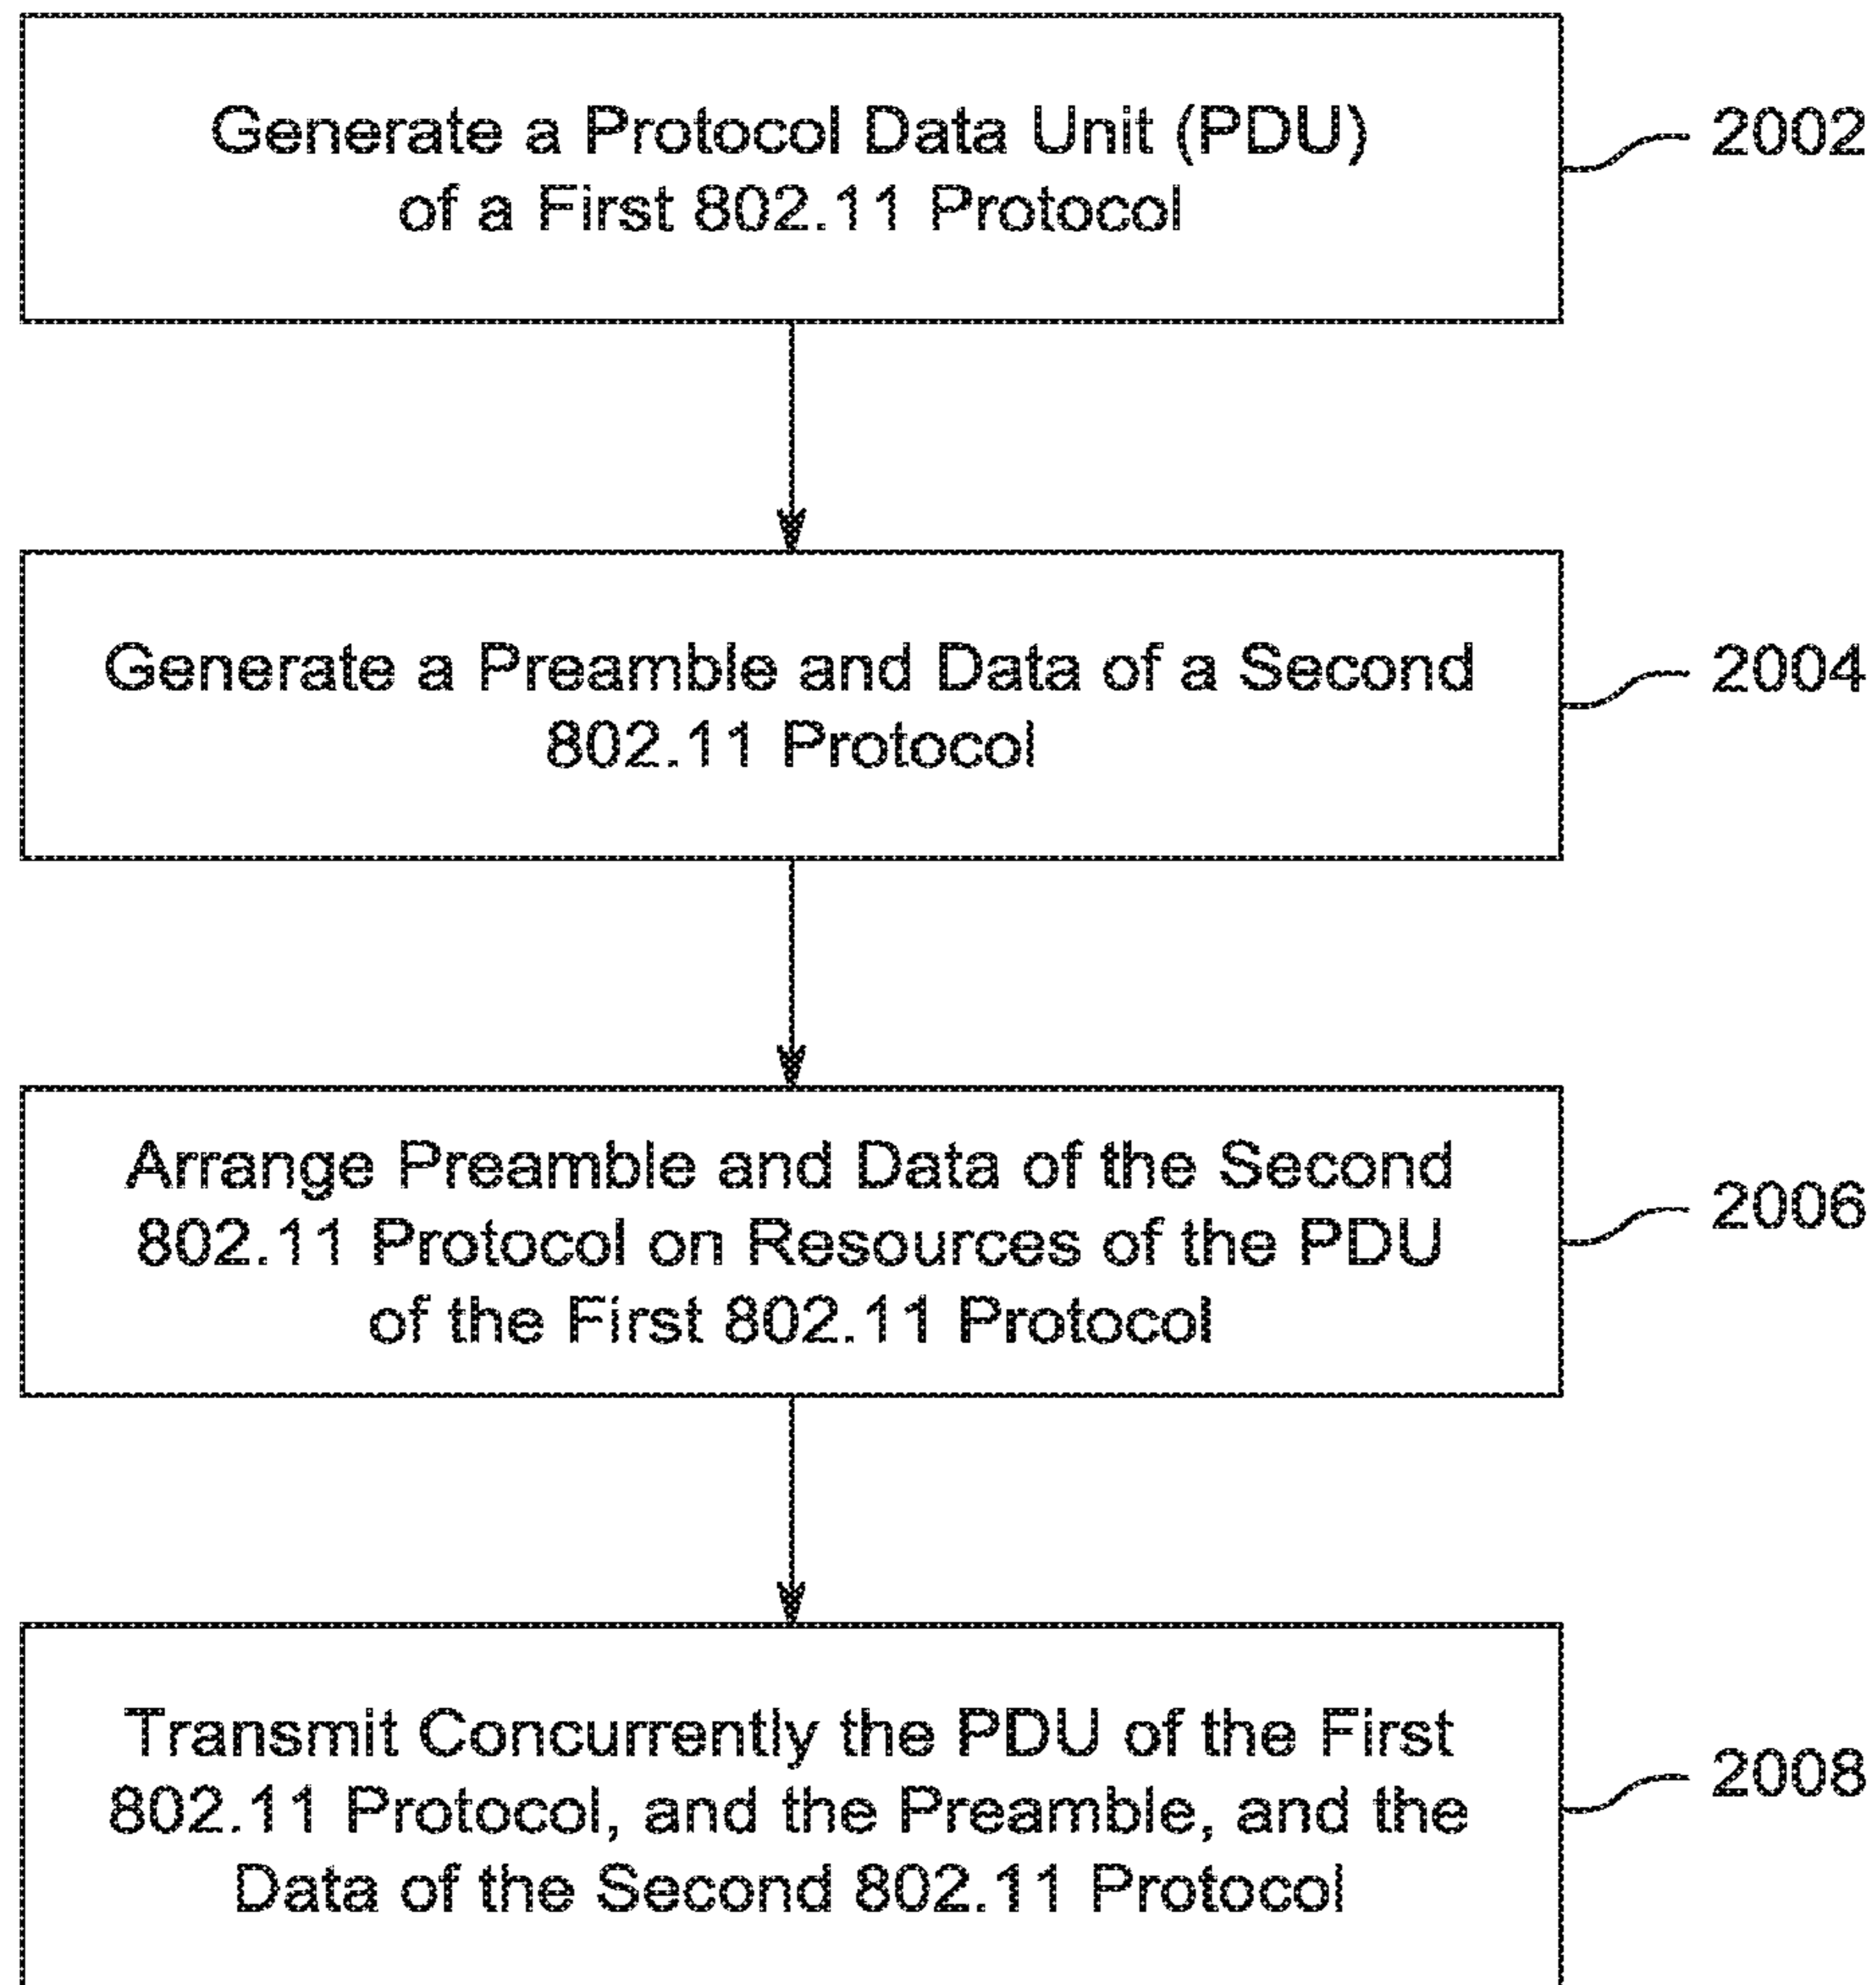 Generate a Protocol Data Unit (PDU)
of a First 802.11 Protocol
2002
Generate a Preamble and Data of a Second
802.11 Protocol
2004
Arrange Preamble and Data of the Second
802.11 Protocol on Resources of the PDU
of the First 802.11 Protocol
2006
Transmit Concurrently the PDU of the First
802.11 Protocol, and the Preamble, and the
Data of the Second 802.11 Protocol
2008